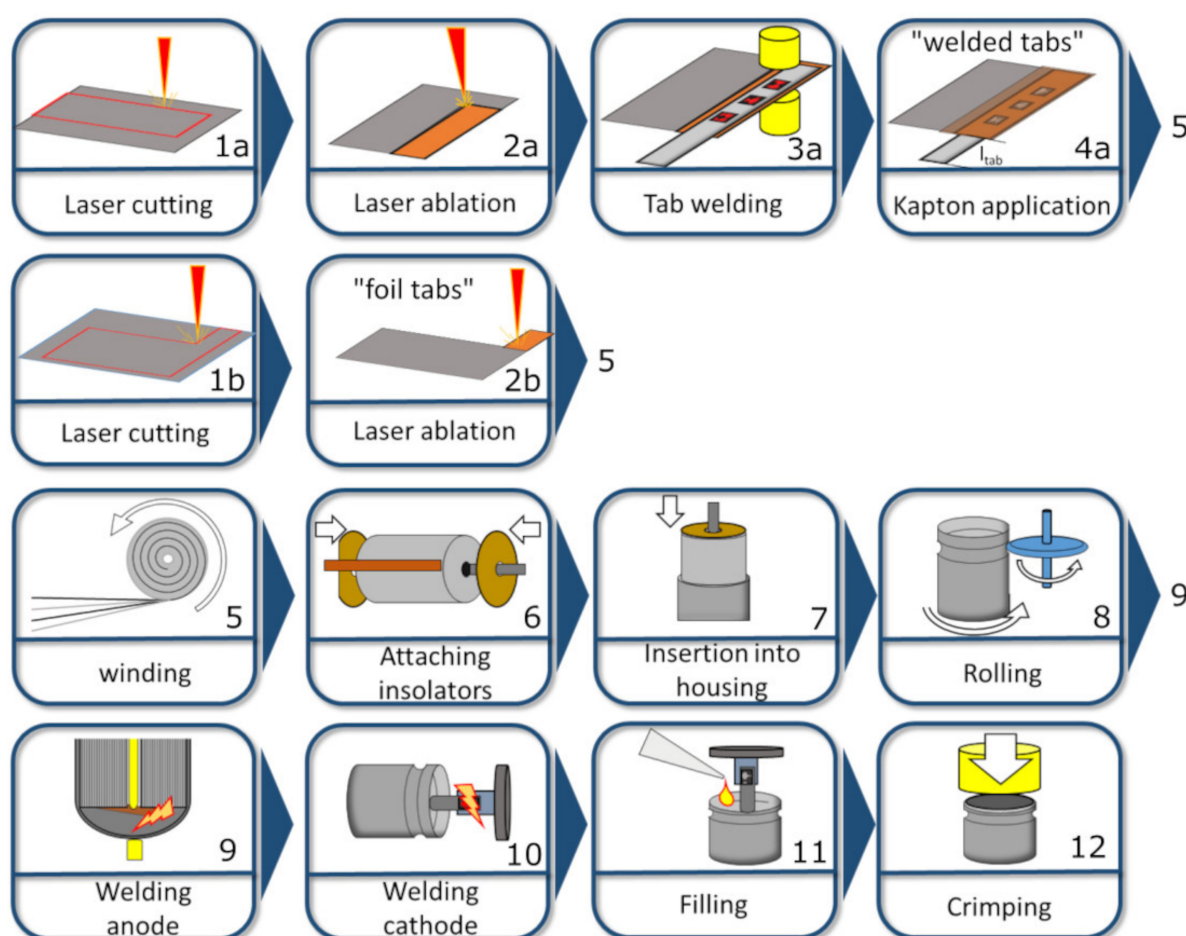 1a
Laser cutting
2a
Laser ablation
3a
Tab welding
"welded tabs"
l_tab
4a
Kapton application
5
1b
Laser cutting
"foil tabs"
2b
Laser ablation
5
5
winding
6
Attaching
insolators
7
Insertion into
housing
8
Rolling
9
9
Welding
anode
10
Welding
cathode
11
Filling
12
Crimping